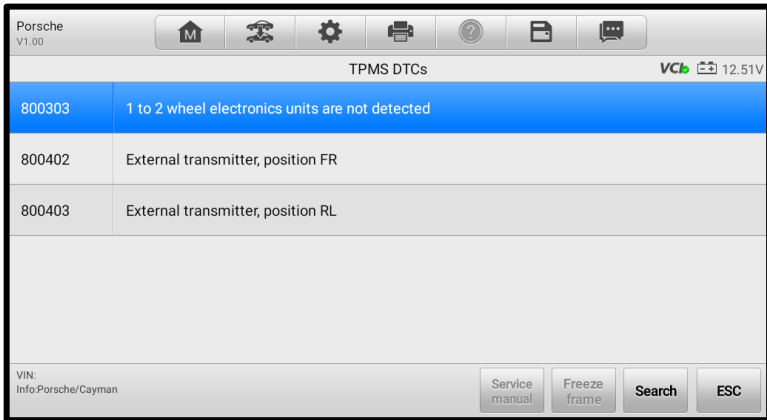 Porsche
V1.00
M
?
TPMS DTCs
VCI
12.51V
800303 1 to 2 wheel electronics units are not detected
800402 External transmitter, position FR
800403 External transmitter, position RL
VIN:
Info:Porsche/Cayman
Service manual
Freeze frame
Search
ESC